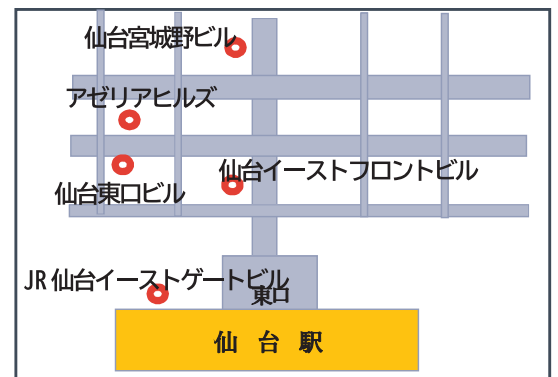 仙台宮城野ビル
アゼリアヒルズ
仙台イーストフロントビル
仙台東口ビル
JR仙台イーストゲートビル
東口
仙台駅